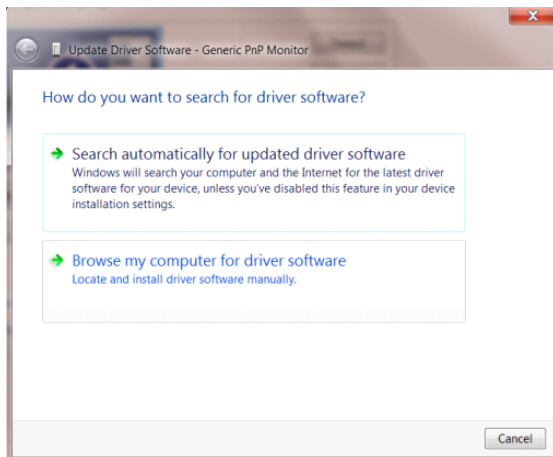 Update Driver Software - Generic PnP Monitor
How do you want to search for driver software?
Search automatically for updated driver software
Windows will search your computer and the Internet for the latest driver
software for your device, unless you've disabled this feature in your device
installation settings.
Browse my computer for driver software
Locate and install driver software manually.
Cancel